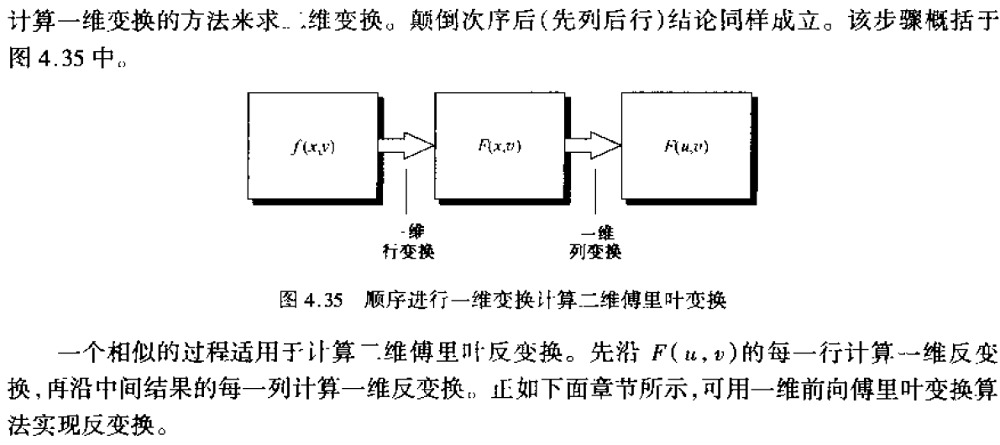 计算一维变换的方法来求二维变换。颠倒次序后(先列后行)结论同样成立。该步骤概括于
图 4.35 中。
f(x,y)
F(x,v)
F(u,v)
一维
行变换
一维
列变换
图 4.35 顺序进行一维变换计算二维傅里叶变换
一个相似的过程适用于计算二维傅里叶反变换。先沿 F(u,v)的每一行计算一维反变
换,再沿中间结果的每一列计算一维反变换。正如下面章节所示,可用一维前向傅里叶变换算
法实现反变换。